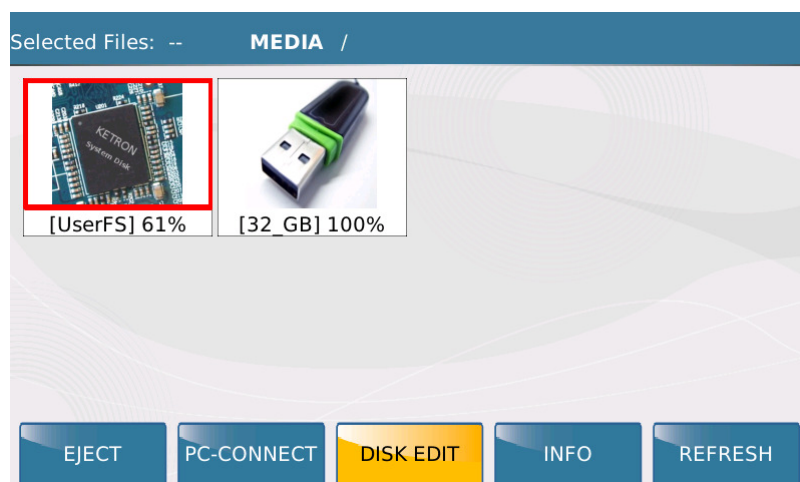 Selected Files: -- MEDIA /
KETRON
System Disk
[UserFS] 61% [32_GB] 100%
EJECT PC-CONNECT DISK EDIT INFO REFRESH